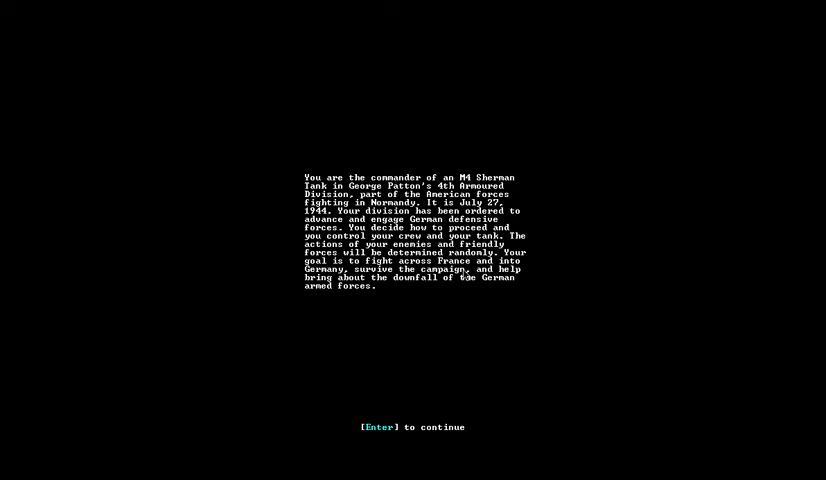 You are the commander of an M4 Sherman
Tank in George Patton's 4th Armoured
Division, part of the American forces
fighting in Normandy. It is July 27,
1944. Your division has been ordered to
advance and engage German defensive
forces. You decide how to proceed and
you control your crew and your tank. The
actions of your enemies and friendly
forces will be determined randomly. Your
goal is to fight across France and into
Germany, survive the campaign, and help
bring about the downfall of the German
armed forces.
[Enter] to continue